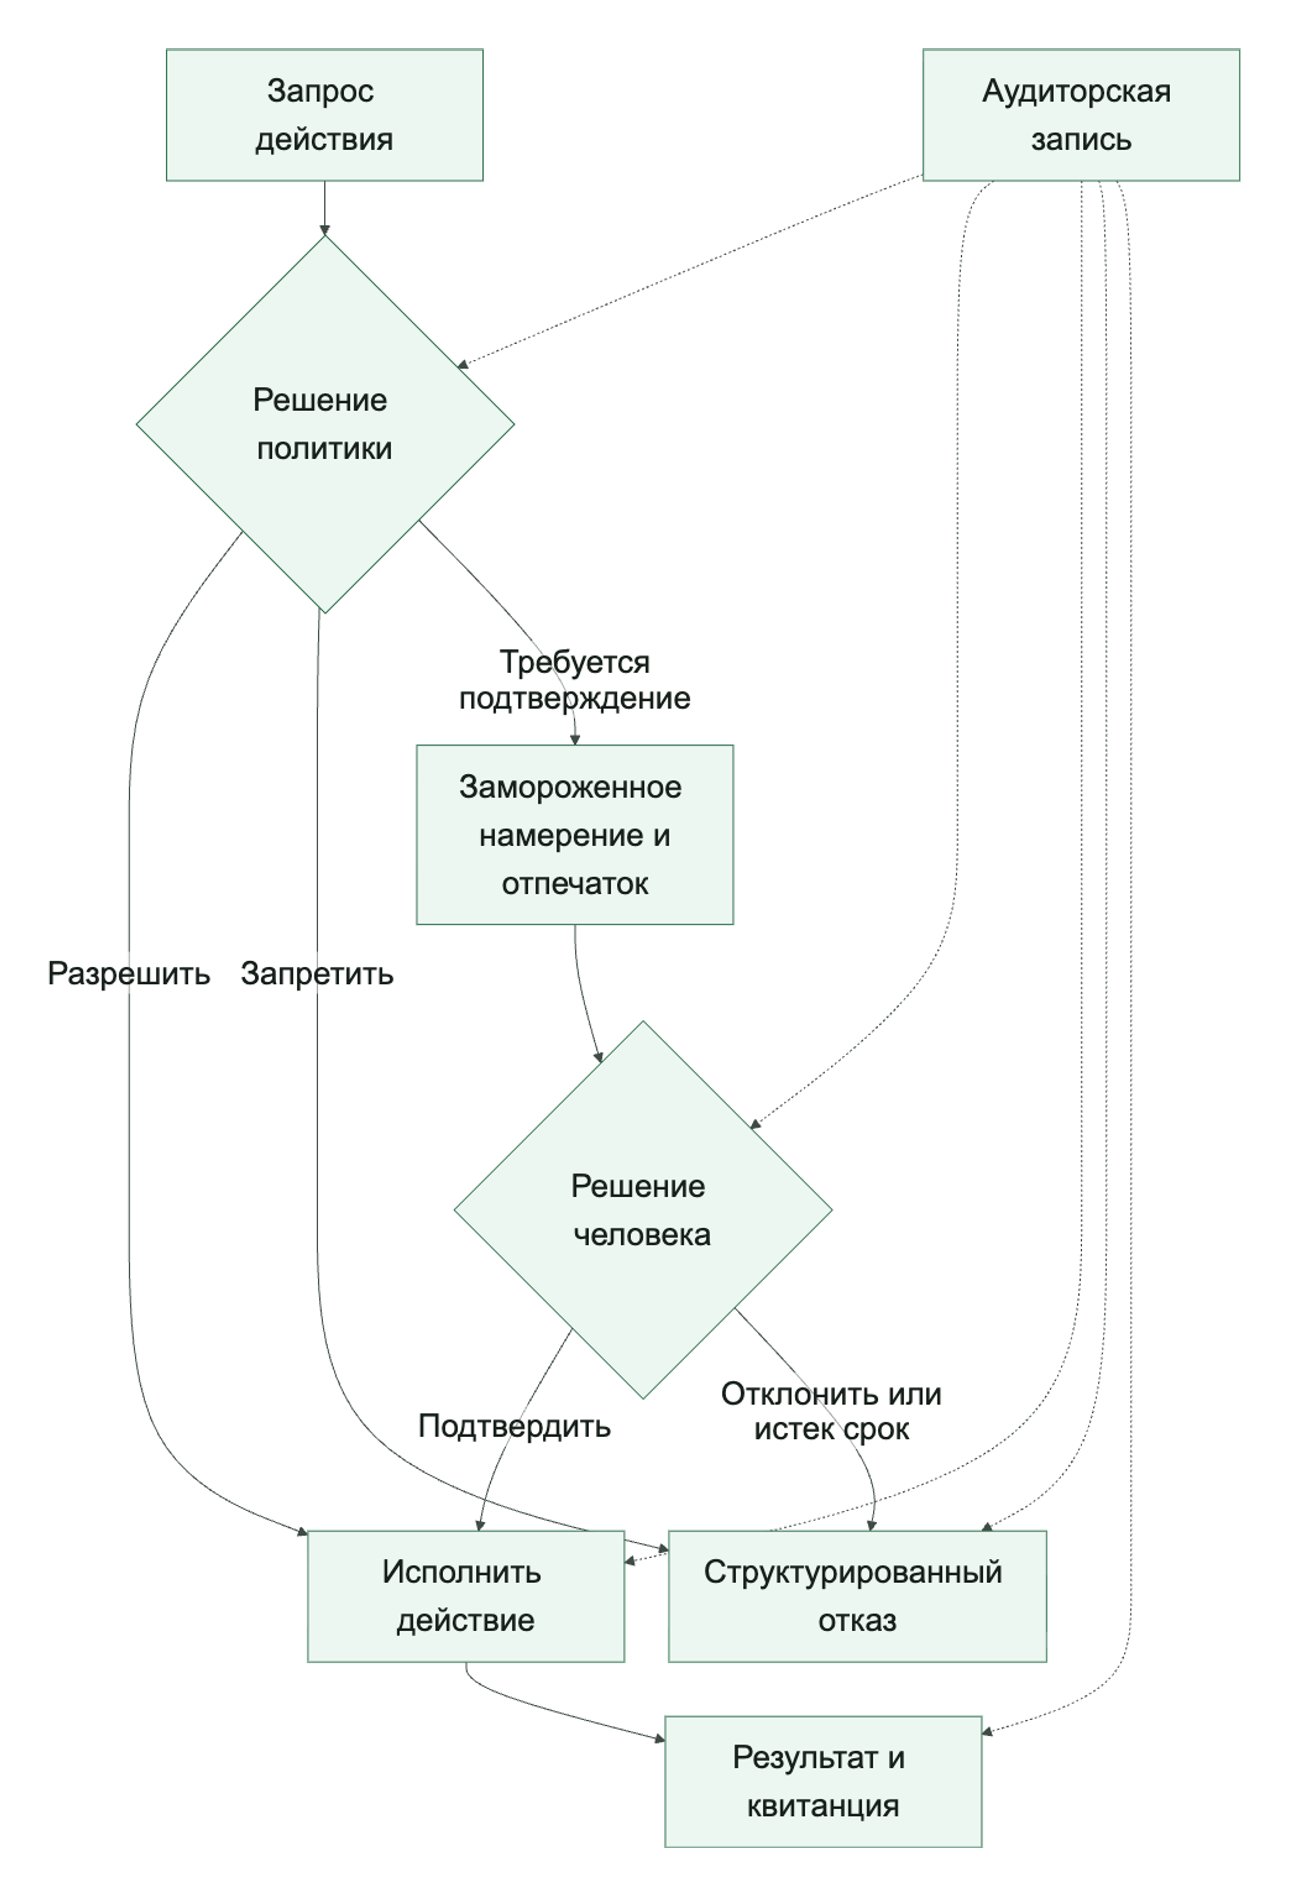 Запрос
действия
Аудиторская
запись
Решение
политики
Требуется
подтверждение
Замороженное
намерение и
отпечаток
Разрешить
Запретить
Решение
человека
Отклонить или
истек срок
Подтвердить
Исполнить
действие
Структурированный
отказ
Результат и
квитанция